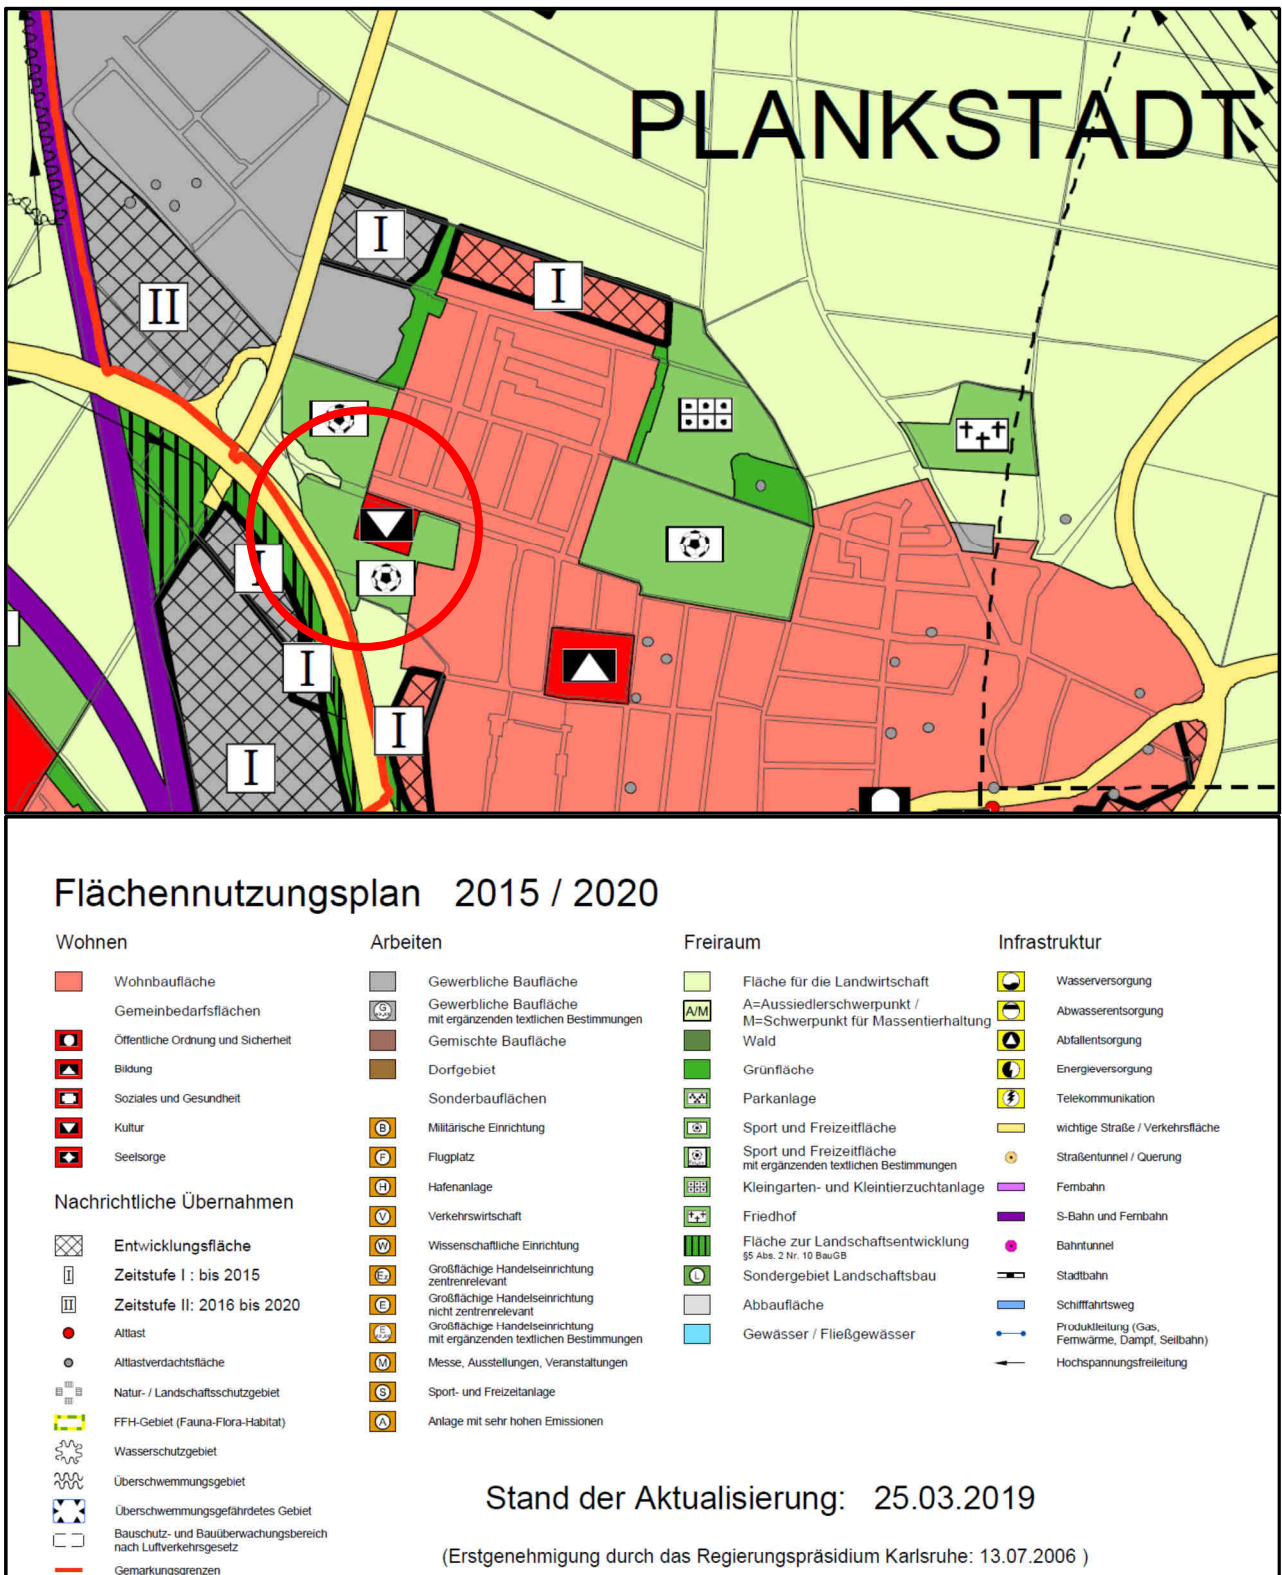 PLANKSTADT
I
I
II
I
I
I
I
Flächennutzungsplan 2015 / 2020
Wohnen
Wohnbaufläche
Gemeinbedarfsflächen
Öffentliche Ordnung und Sicherheit
Bildung
Soziales und Gesundheit
Kultur
Seelsorge
Nachrichtliche Übernahmen
Entwicklungsfläche
I Zeitstufe I : bis 2015
II Zeitstufe II: 2016 bis 2020
Altlast
Altlastverdachtsfläche
Natur- / Landschaftsschutzgebiet
FFH-Gebiet (Fauna-Flora-Habitat)
Wasserschutzgebiet
Überschwemmungsgebiet
Überschwemmungsgefährdetes Gebiet
Bauschutz- und Bauüberwachungsbereich
nach Luftverkehrsgesetz
Gemarkungsgrenzen
Arbeiten
Gewerbliche Baufläche
G Gewerbliche Baufläche
mit ergänzenden textlichen Bestimmungen
Gemischte Baufläche
Dorfgebiet
Sonderbauflächen
B Militärische Einrichtung
F Flugplatz
H Hafenanlage
V Verkehrswirtschaft
W Wissenschaftliche Einrichtung
Ez Großflächige Handelseinrichtung
zentrenrelevant
E Großflächige Handelseinrichtung
nicht zentrenrelevant
E Großflächige Handelseinrichtung
mit ergänzenden textlichen Bestimmungen
M Messe, Ausstellungen, Veranstaltungen
S Sport- und Freizeitanlage
A Anlage mit sehr hohen Emissionen
Freiraum
Fläche für die Landwirtschaft
A/M A=Aussiedlerschwerpunkt /
M=Schwerpunkt für Massentierhaltung
Wald
Grünfläche
Parkanlage
Sport und Freizeitfläche
Sport und Freizeitfläche
mit ergänzenden textlichen Bestimmungen
Kleingarten- und Kleintierzuchtanlage
Friedhof
Fläche zur Landschaftsentwicklung
§5 Abs. 2 Nr. 10 BauGB
L Sondergebiet Landschaftsbau
Abbaufläche
Gewässer / Fließgewässer
Infrastruktur
Wasserversorgung
Abwasserentsorgung
Abfallentsorgung
Energieversorgung
Telekommunikation
wichtige Straße / Verkehrsfläche
Straßentunnel / Querung
Fernbahn
S-Bahn und Fernbahn
Bahntunnel
Stadtbahn
Schifffahrtsweg
Produktleitung (Gas,
Fernwärme, Dampf, Seilbahn)
Hochspannungsfreileitung
Stand der Aktualisierung: 25.03.2019
(Erstgenehmigung durch das Regierungspräsidium Karlsruhe: 13.07.2006 )